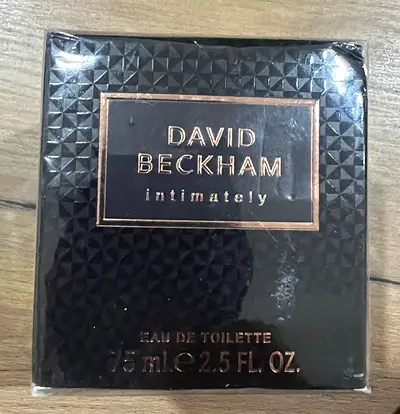 DAVID
BECKHAM
intimately
EAU DE TOILETTE
75 ml.e 2.5 FL. OZ.